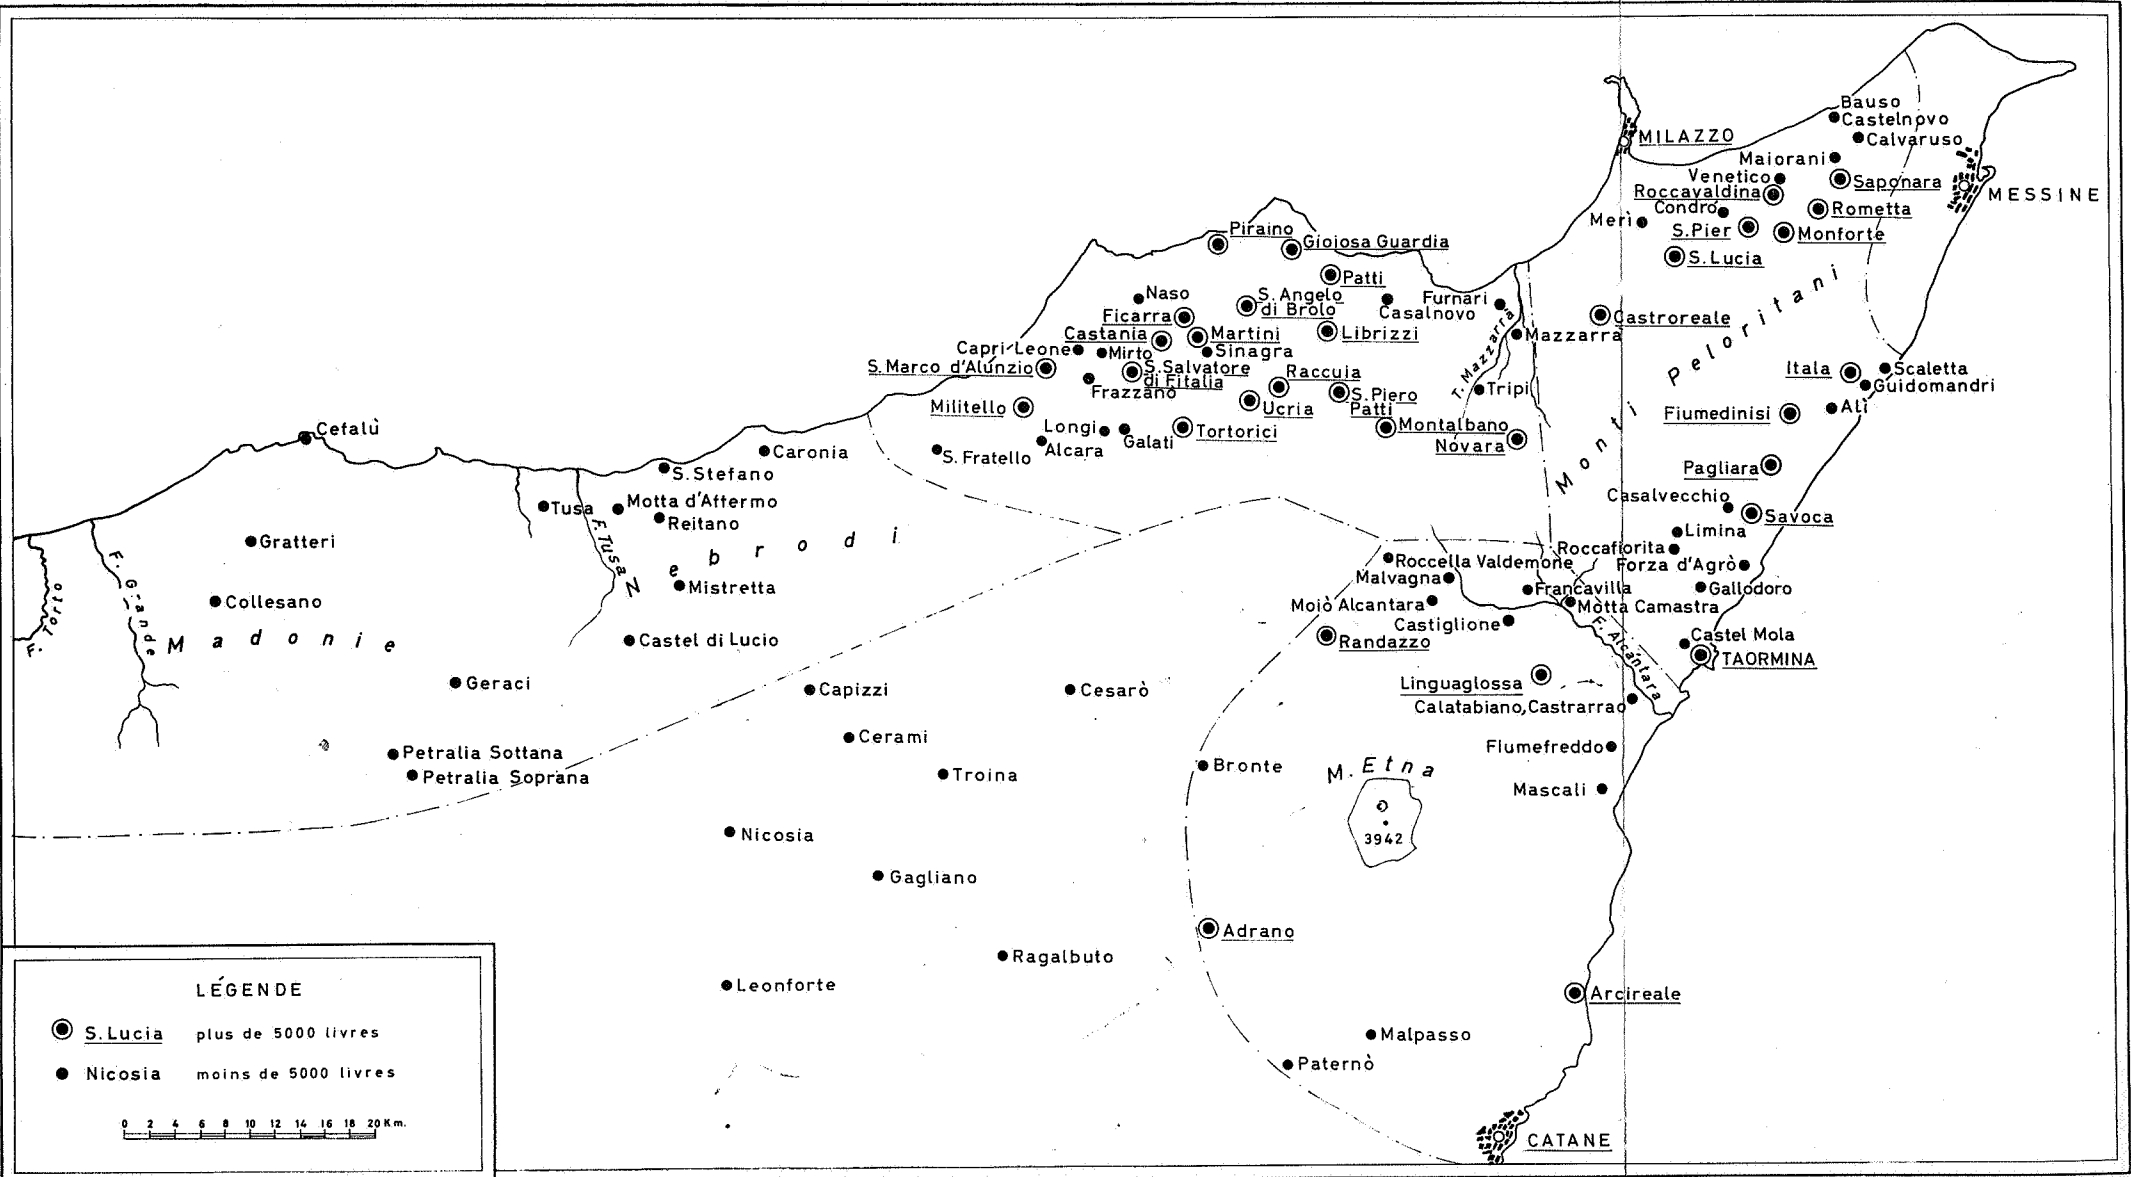 Bauso
Castelnovo
MILAZZO
Calvaruso
Maiorani
Venetico
Saponara
Roccavaldina
MESSINE
Condrò
Rometta
Merì
S.Pier
Monforte
Piraino
Gioiosa Guardia
S.Lucia
Patti
Naso
S. Angelo
di Brolo
Furnari
Casalnovo
Ficarra
Castroreale
Castania
Martini
Librizzi
Mazzarra
T. Mazzarrà
Capri-Leone
Mirto
Sinagra
S. Marco d'Alunzio
S.Salvatore
di Fitalia
Raccuia
Itala
Scaletta
Guidomandri
Frazzano
Tripi
Monti Peloritani
Militello
Ucria
S.Piero
Patti
Fiumedinisi
Alì
Cefalù
Longi
Galati
Tortorici
Montalbano
Novara
Caronia
S. Fratello
Alcara
S. Stefano
Pagliara
Casalvecchio
Tusa
Motta d'Affermo
Reitano
Savoca
F. Tusa
Limina
Gratteri
Nebrodi
Roccafiorita
Roccella Valdemone
Forza d'Agrò
F. Torto
F. Grande
Malvagna
Mistretta
Francavilla
Gallodoro
Collesano
Moiò Alcantara
Motta Camastra
Castiglione
Madonie
Castel di Lucio
Randazzo
F. Alcantara
Castel Mola
TAORMINA
Geraci
Capizzi
Cesarò
Linguaglossa
Calatabiano, Castrarrao
Cerami
Fiumefreddo
Petralia Sottana
Petralia Soprana
Troina
Bronte
M. Etna
Mascali
3942
Nicosia
Gagliano
Adrano
Ragalbuto
Leonforte
Arcireale
LÉGENDE
S. Lucia plus de 5000 livres
Malpasso
Paternò
Nicosia moins de 5000 livres
0 2 4 6 8 10 12 14 16 18 20 Km.
CATANE